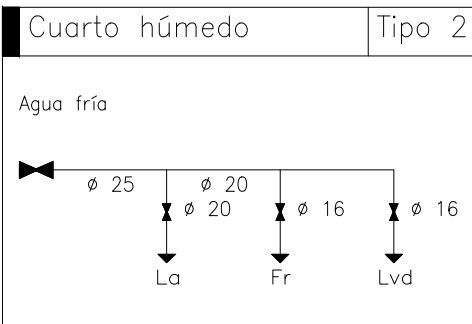 Cuarto húmedo Tipo 2
Agua fría
ø 25 ø 20
ø 20 ø 16 ø 16
La Fr Lvd